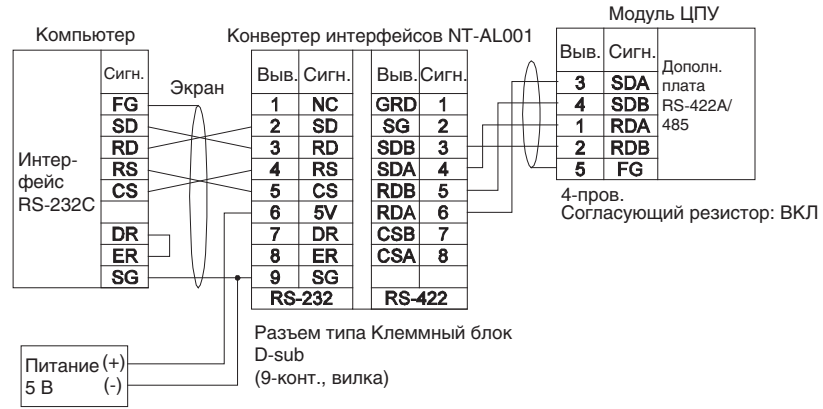 Модуль ЦПУ
Компьютер
Конвертер интерфейсов NT-AL001
Сигн.
Экран
Выв. Сигн.
Выв. Сигн.
Выв. Сигн.
Дополн.
плата
RS-422A/
485
Интер-
фейс
RS-232C
FG
SD
RD
RS
CS
DR
ER
SG
1 NC
2 SD
3 RD
4 RS
5 CS
6 5V
7 DR
8 ER
9 SG
RS-232
GRD 1
SG 2
SDB 3
SDA 4
RDB 5
RDA 6
CSB 7
CSA 8
RS-422
3 SDA
4 SDB
1 RDA
2 RDB
5 FG
4-пров.
Согласующий резистор: ВКЛ
Разъем типа Клеммный блок
D-sub
(9-конт., вилка)
Питание (+)
5 В (-)